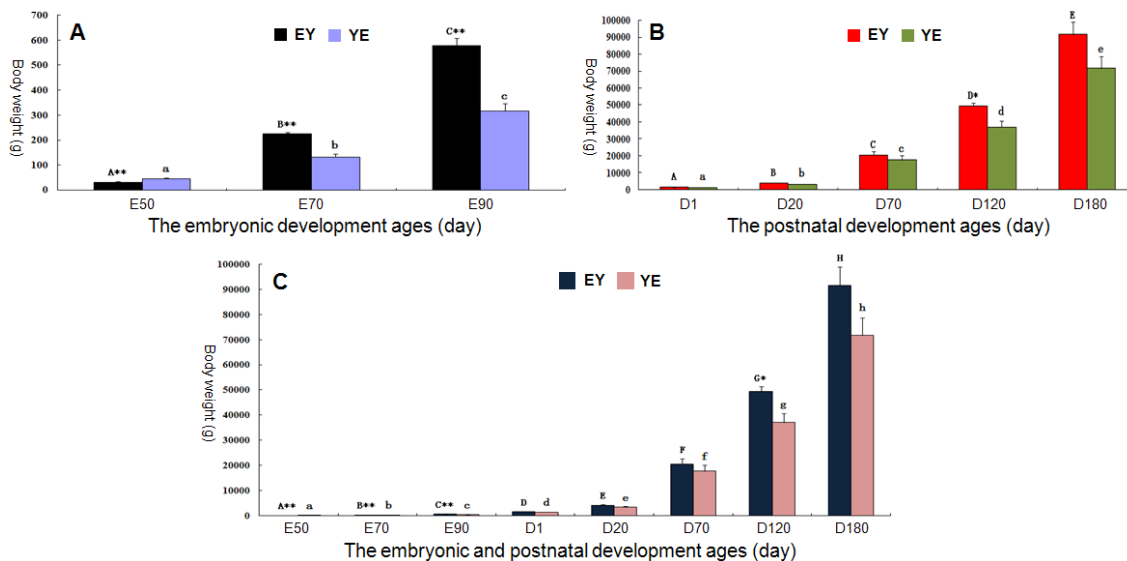 A
EY YE
Body weight (g)
700
600
500
400
300
200
100
0
A** a B** b C** c
E50 E70 E90
The embryonic development ages (day)
B
EY YE
Body weight (g)
100000
90000
80000
70000
60000
50000
40000
30000
20000
10000
0
A a B b C c D* d E e
D1 D20 D70 D120 D180
The postnatal development ages (day)
C
EY YE
Body weight (g)
100000
90000
80000
70000
60000
50000
40000
30000
20000
10000
0
A** a B** b C** c D d E e F f G* g H h
E50 E70 E90 D1 D20 D70 D120 D180
The embryonic and postnatal development ages (day)